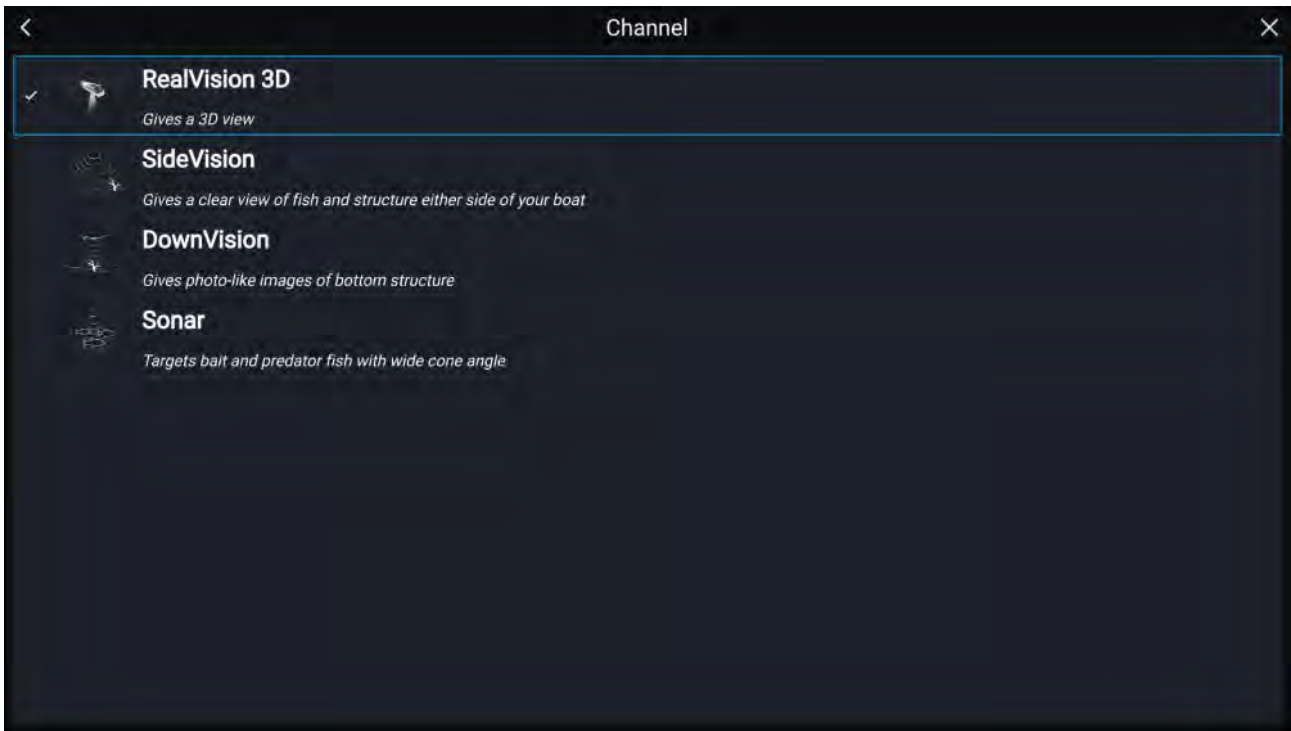 Channel
RealVision 3D
Gives a 3D view
SideVision
Gives a clear view of fish and structure either side of your boat
DownVision
Gives photo-like images of bottom structure
Sonar
Targets bait and predator fish with wide cone angle